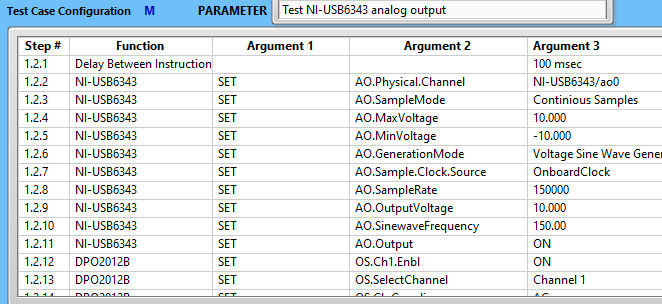 Test Case Configuration M PARAMETER Test NI-USB6343 analog output
Step # Function Argument 1 Argument 2 Argument 3
1.2.1 Delay Between Instruction 100 msec
1.2.2 NI-USB6343 SET AO.Physical.Channel NI-USB6343/ao0
1.2.3 NI-USB6343 SET AO.SampleMode Continious Samples
1.2.4 NI-USB6343 SET AO.MaxVoltage 10.000
1.2.5 NI-USB6343 SET AO.MinVoltage -10.000
1.2.6 NI-USB6343 SET AO.GenerationMode Voltage Sine Wave Gener
1.2.7 NI-USB6343 SET AO.Sample.Clock.Source OnboardClock
1.2.8 NI-USB6343 SET AO.SampleRate 150000
1.2.9 NI-USB6343 SET AO.OutputVoltage 10.000
1.2.10 NI-USB6343 SET AO.SinewaveFrequency 150.00
1.2.11 NI-USB6343 SET AO.Output ON
1.2.12 DPO2012B SET OS.Ch1.Enbl ON
1.2.13 DPO2012B SET OS.SelectChannel Channel 1
1.2.14 DPO2012B SET